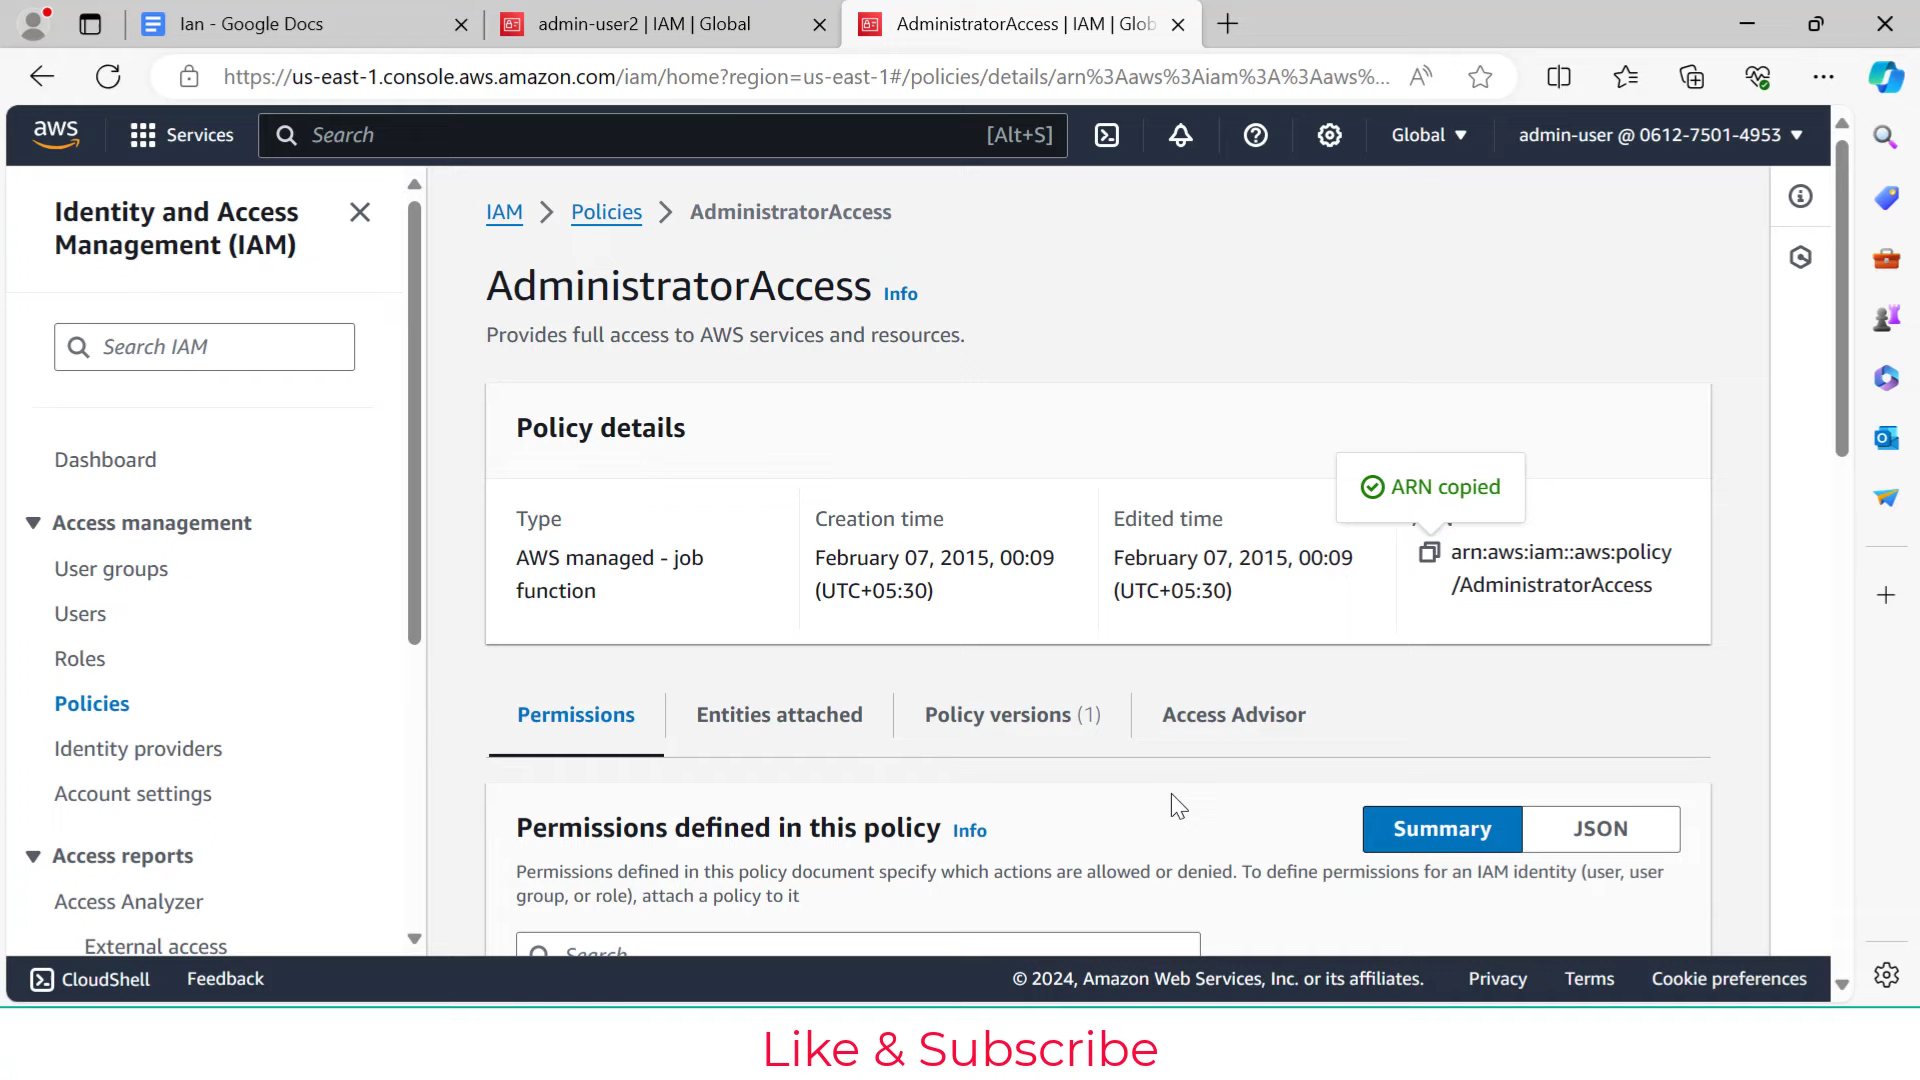 Ian - Google Docs
admin-user2 | IAM | Global
AdministratorAccess | IAM | Glob
https://us-east-1.console.aws.amazon.com/iam/home?region=us-east-1#/policies/details/arn%3Aaws%3Aiam%3A%3Aaws%...
aws
Services
Search
[Alt+S]
Global
admin-user @ 0612-7501-4953
Identity and Access
Management (IAM)
Search IAM
Dashboard
Access management
User groups
Users
Roles
Policies
Identity providers
Account settings
Access reports
Access Analyzer
External access
IAM > Policies > AdministratorAccess
AdministratorAccess Info
Provides full access to AWS services and resources.
Policy details
ARN copied
Type
AWS managed - job
function
Creation time
February 07, 2015, 00:09
(UTC+05:30)
Edited time
February 07, 2015, 00:09
(UTC+05:30)
arn:aws:iam::aws:policy
/AdministratorAccess
Permissions
Entities attached
Policy versions (1)
Access Advisor
Permissions defined in this policy Info
Summary
JSON
Permissions defined in this policy document specify which actions are allowed or denied. To define permissions for an IAM identity (user, user
group, or role), attach a policy to it
Search
CloudShell
Feedback
© 2024, Amazon Web Services, Inc. or its affiliates.
Privacy
Terms
Cookie preferences
Like & Subscribe